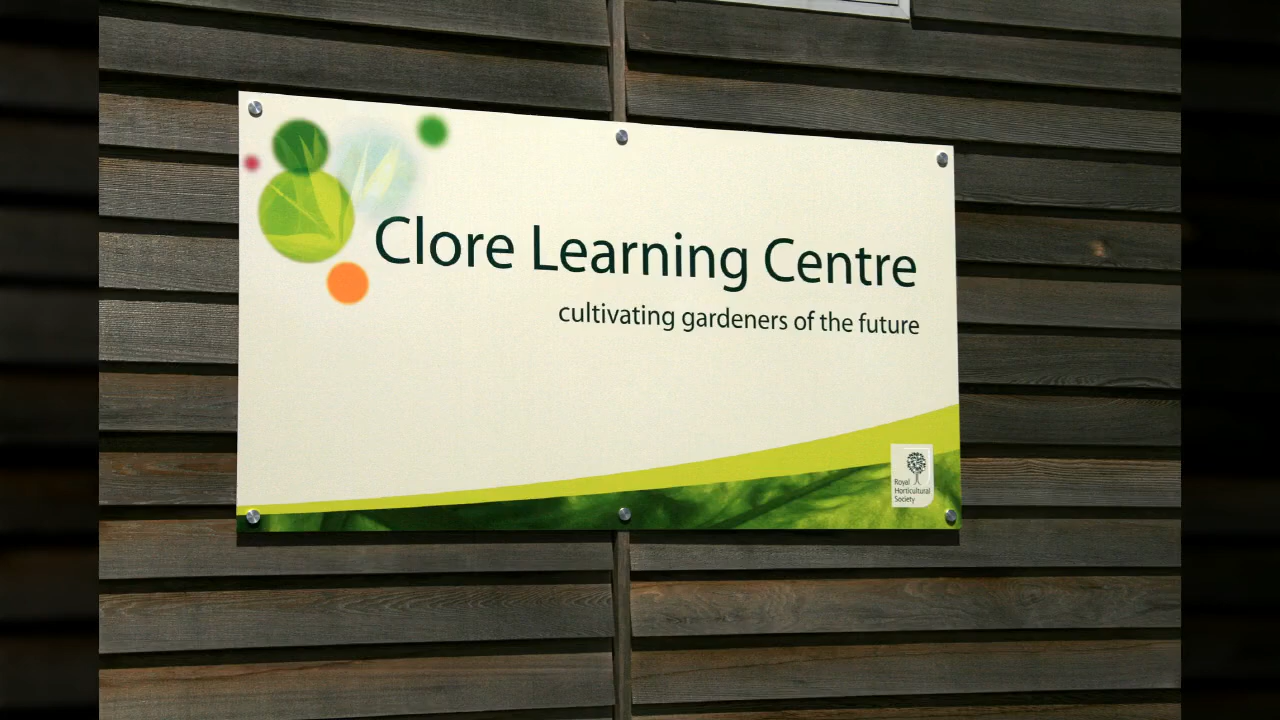 Clore Learning Centre
cultivating gardeners of the future
Royal
Horticultural
Society